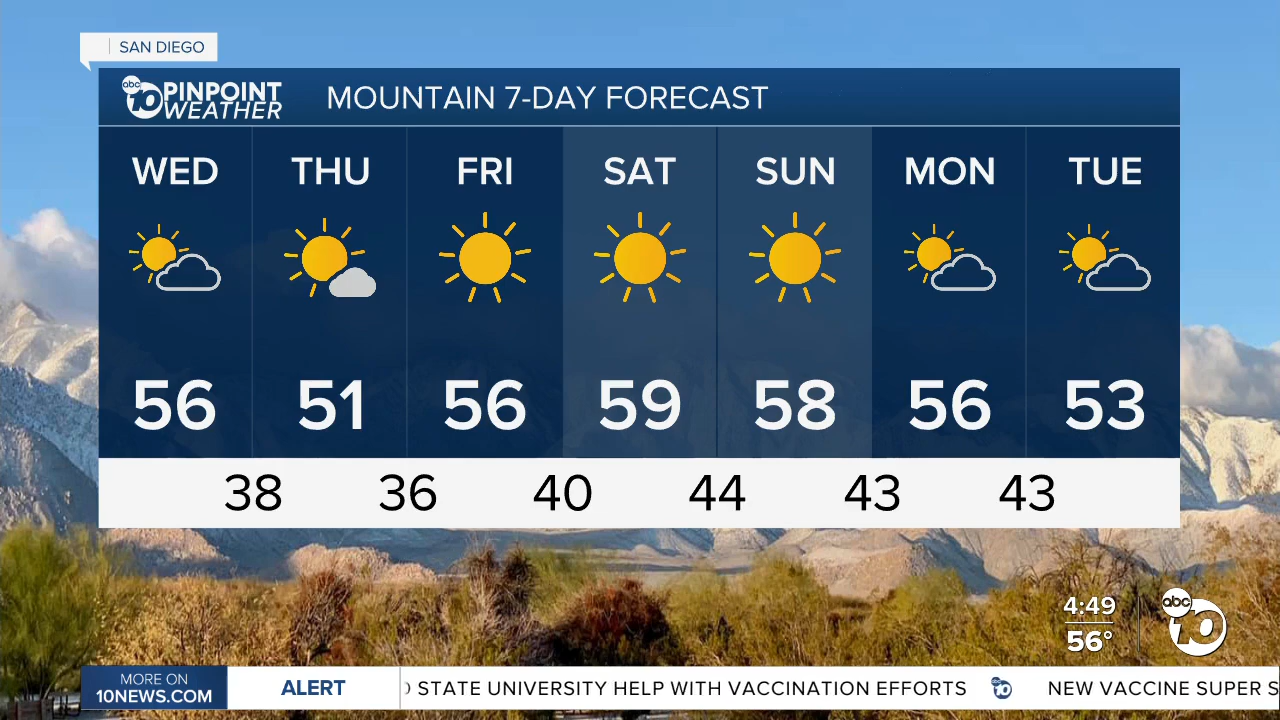 SAN DIEGO
abc 10 PINPOINT WEATHER
MOUNTAIN 7-DAY FORECAST
WED THU FRI SAT SUN MON TUE
56 51 56 59 58 56 53
38 36 40 44 43 43
4:49
56°
abc 10
MORE ON
10NEWS.COM
ALERT
STATE UNIVERSITY HELP WITH VACCINATION EFFORTS abc 10 NEW VACCINE SUPER S